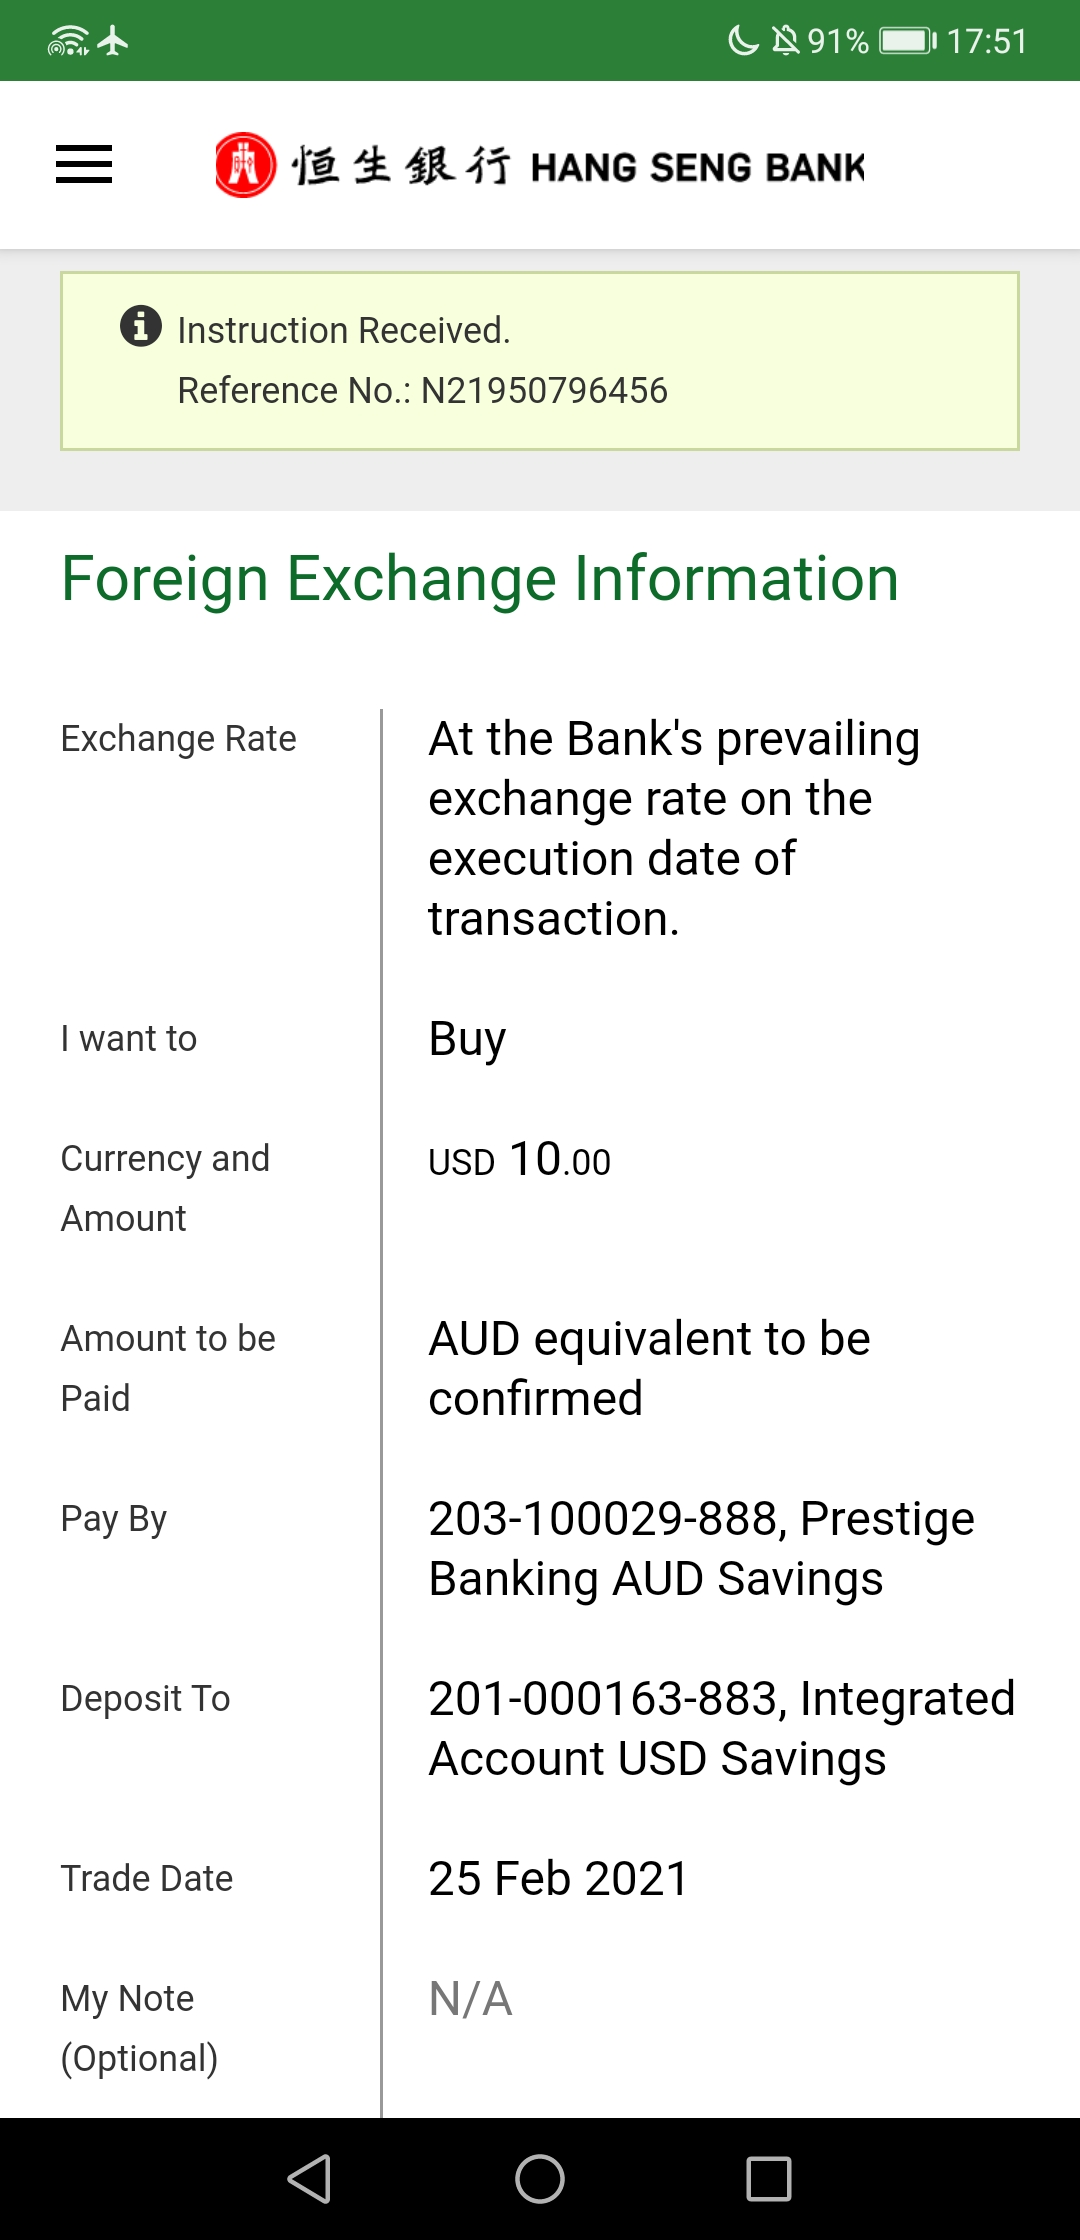 91% 17:51
恒生銀行 HANG SENG BANK
Instruction Received.
Reference No.: N21950796456
Foreign Exchange Information
Exchange Rate
At the Bank's prevailing
exchange rate on the
execution date of
transaction.
I want to
Buy
Currency and
Amount
USD 10.00
Amount to be
Paid
AUD equivalent to be
confirmed
Pay By
203-100029-888, Prestige
Banking AUD Savings
Deposit To
201-000163-883, Integrated
Account USD Savings
Trade Date
25 Feb 2021
My Note
(Optional)
N/A